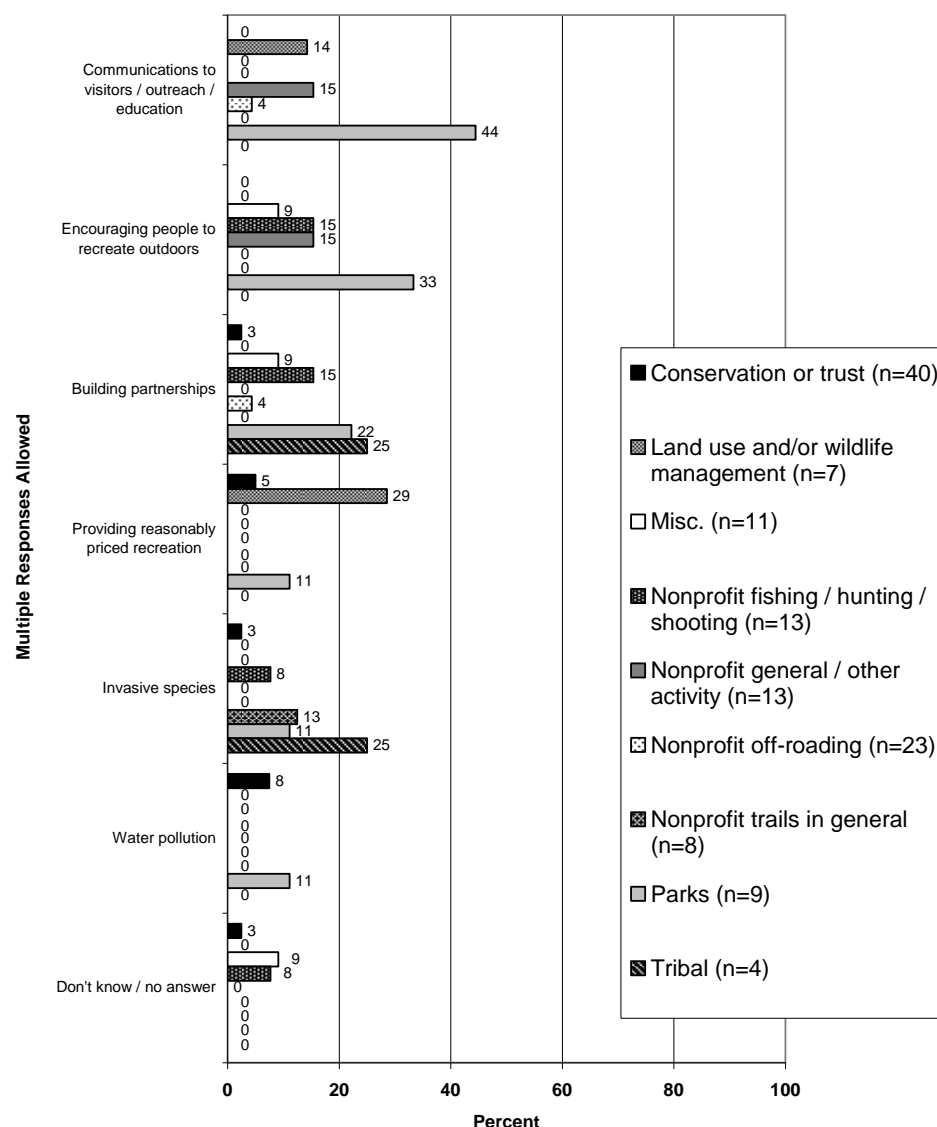 Multiple Responses Allowed
Communications to
visitors / outreach /
education
0
14
0
0
15
4
0
44
0
Encouraging people to
recreate outdoors
0
0
9
15
15
0
0
33
0
Building partnerships
3
0
9
15
0
4
0
22
25
Providing reasonably
priced recreation
5
29
0
0
0
0
0
11
0
Invasive species
3
0
0
8
0
0
13
11
25
Water pollution
8
0
0
0
0
0
0
11
0
Don't know / no answer
3
0
9
8
0
0
0
0
0
0 20 40 60 80 100
Percent
Conservation or trust (n=40)
Land use and/or wildlife
management (n=7)
Misc. (n=11)
Nonprofit fishing / hunting /
shooting (n=13)
Nonprofit general / other
activity (n=13)
Nonprofit off-roading (n=23)
Nonprofit trails in general
(n=8)
Parks (n=9)
Tribal (n=4)